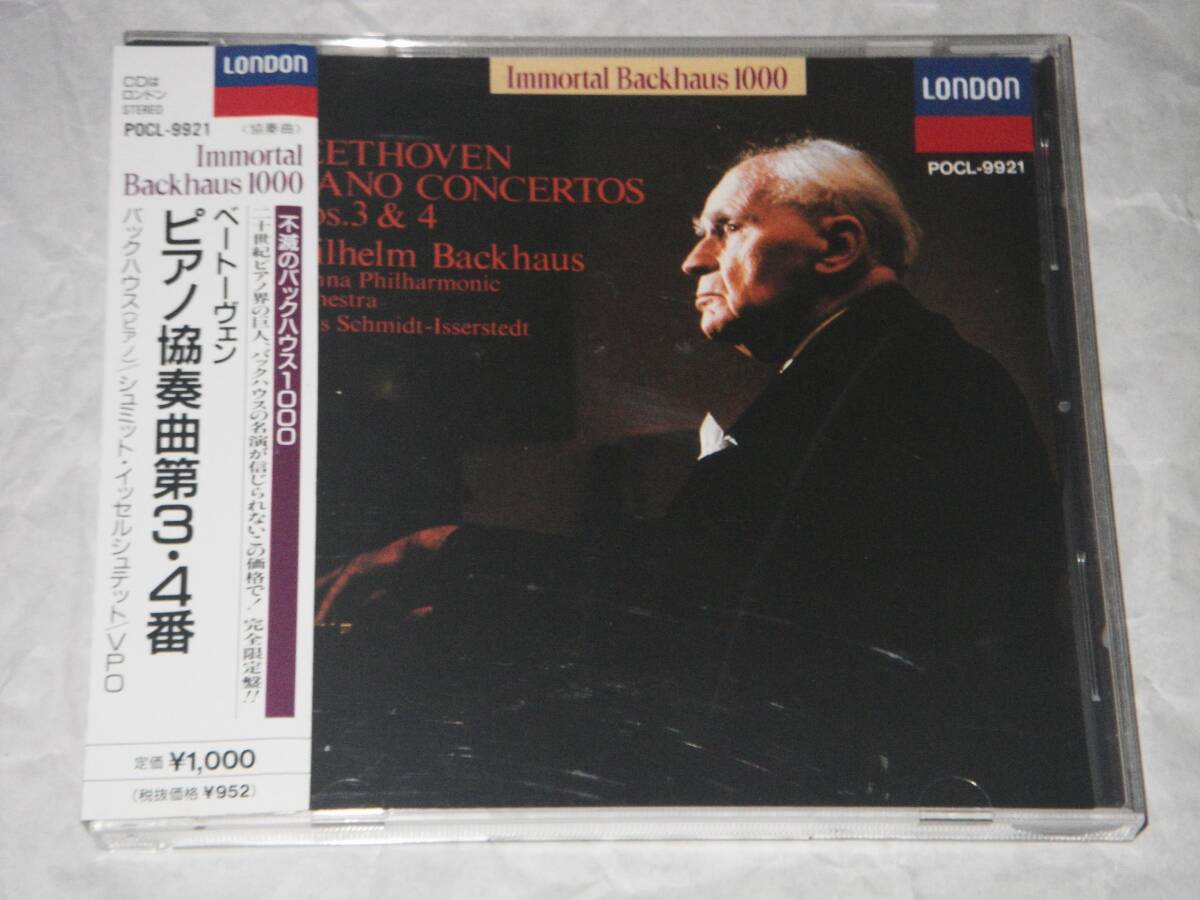 LONDON
CDは
ロンドン
STEREO
POCL-9921 〈協奏曲〉
Immortal
Backhaus 1000
不滅のバックハウス1000
二十世紀ピアノ界の巨人、バックハウスの名演が信じられないこの価格で! 完全限定盤!!
ベートーヴェン
ピアノ協奏曲第3・4番
バックハウス(ピアノ)/シュミット・イッセルシュテット/VPO
定価 ¥1,000
(税抜価格 ¥952)
Immortal Backhaus 1000
LONDON
POCL-9921
EETHOVEN
ANO CONCERTOS
os.3 & 4
ilhelm Backhaus
nna Philharmonic
hestra
s Schmidt-Isserstedt